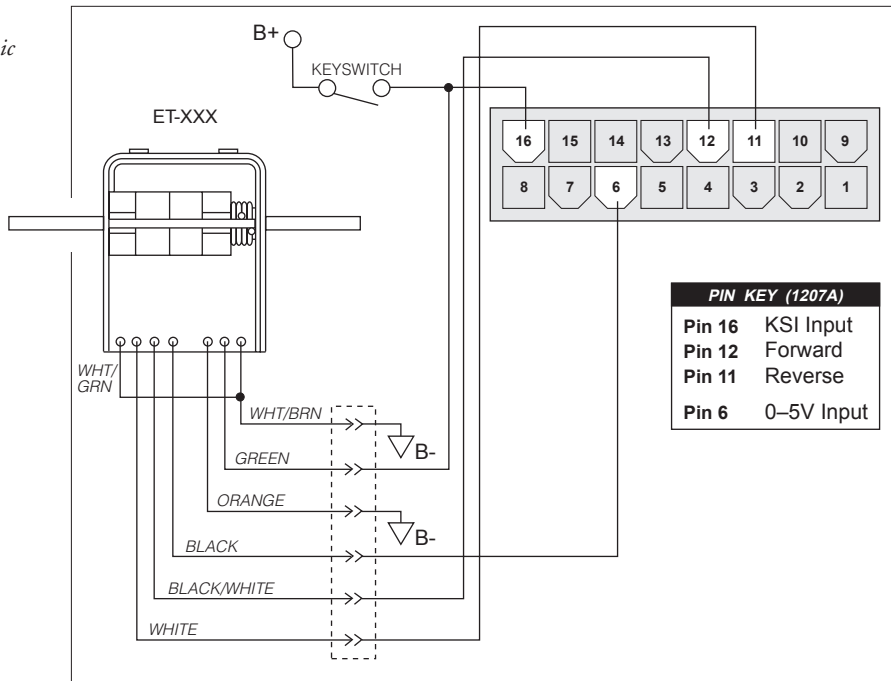 ic
B+
KEYSWITCH
ET-XXX
16 15 14 13 12 11 10 9
8 7 6 5 4 3 2 1
PIN KEY (1207A)
Pin 16 KSI Input
Pin 12 Forward
Pin 11 Reverse
Pin 6 0–5V Input
WHT/
GRN
WHT/BRN
B-
GREEN
ORANGE
B-
BLACK
BLACK/WHITE
WHITE